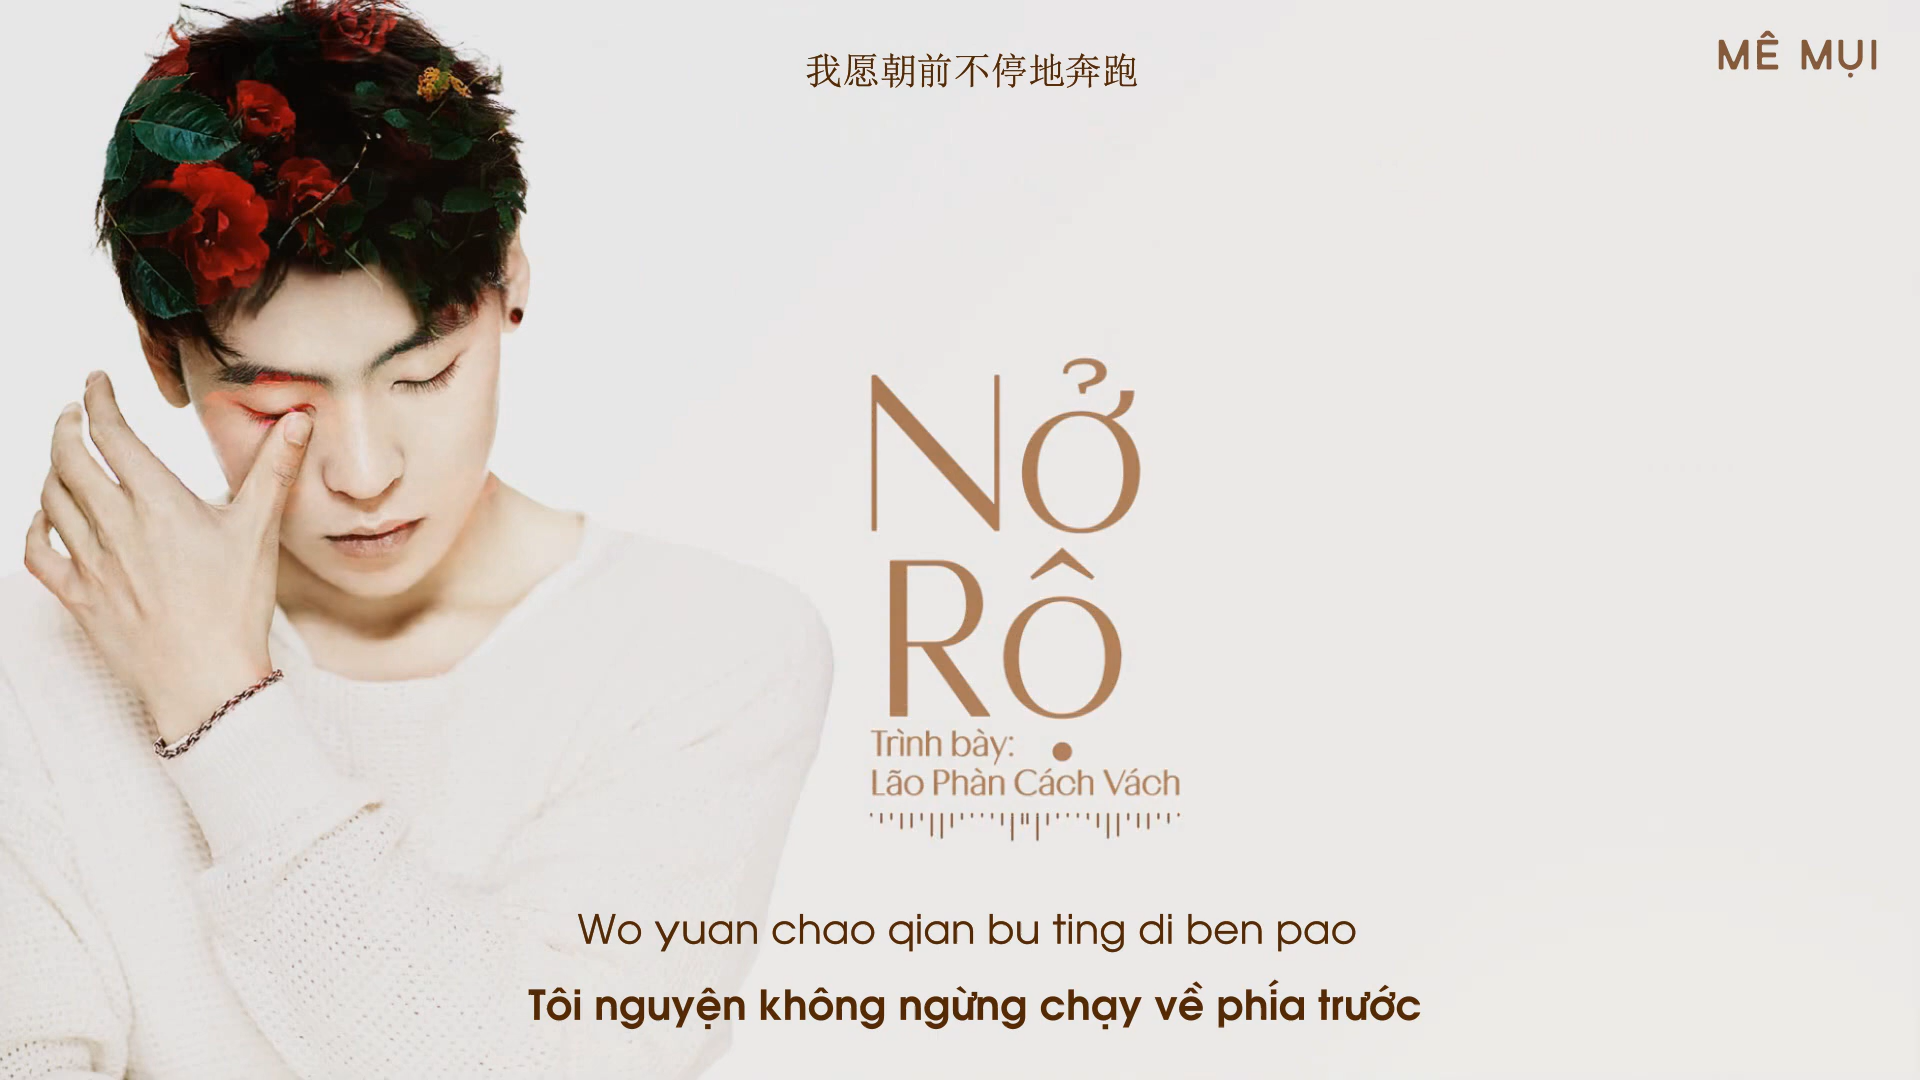 我愿朝前不停地奔跑
MÊ MỤI
NỞ
RỘ
Trình bày:
Lão Phàn Cách Vách
Wo yuan chao qian bu ting di ben pao
Tôi nguyện không ngừng chạy về phía trước